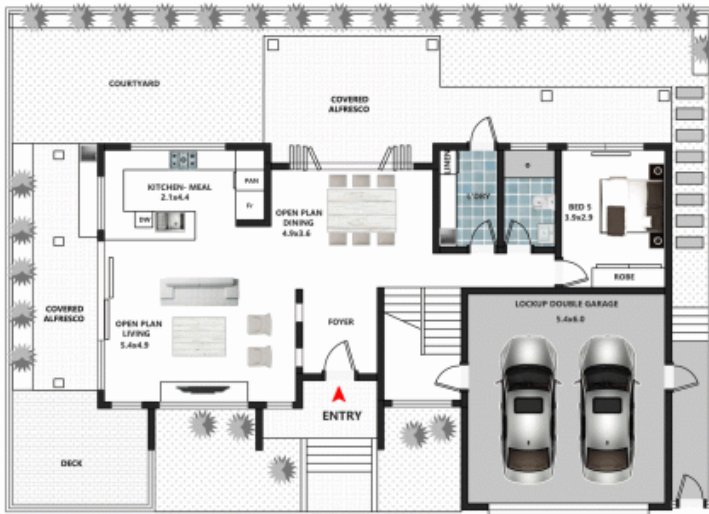 COURTYARD
COVERED
ALFRESCO
KITCHEN- MEAL
2.1x4.4
PAN
Fr
DW
OPEN PLAN
DINING
4.9x3.6
LINEN
L'DRY
BED 5
3.9x2.9
ROBE
COVERED
ALFRESCO
OPEN PLAN
LIVING
5.4x4.9
FOYER
LOCKUP DOUBLE GARAGE
5.4x6.0
ENTRY
DECK